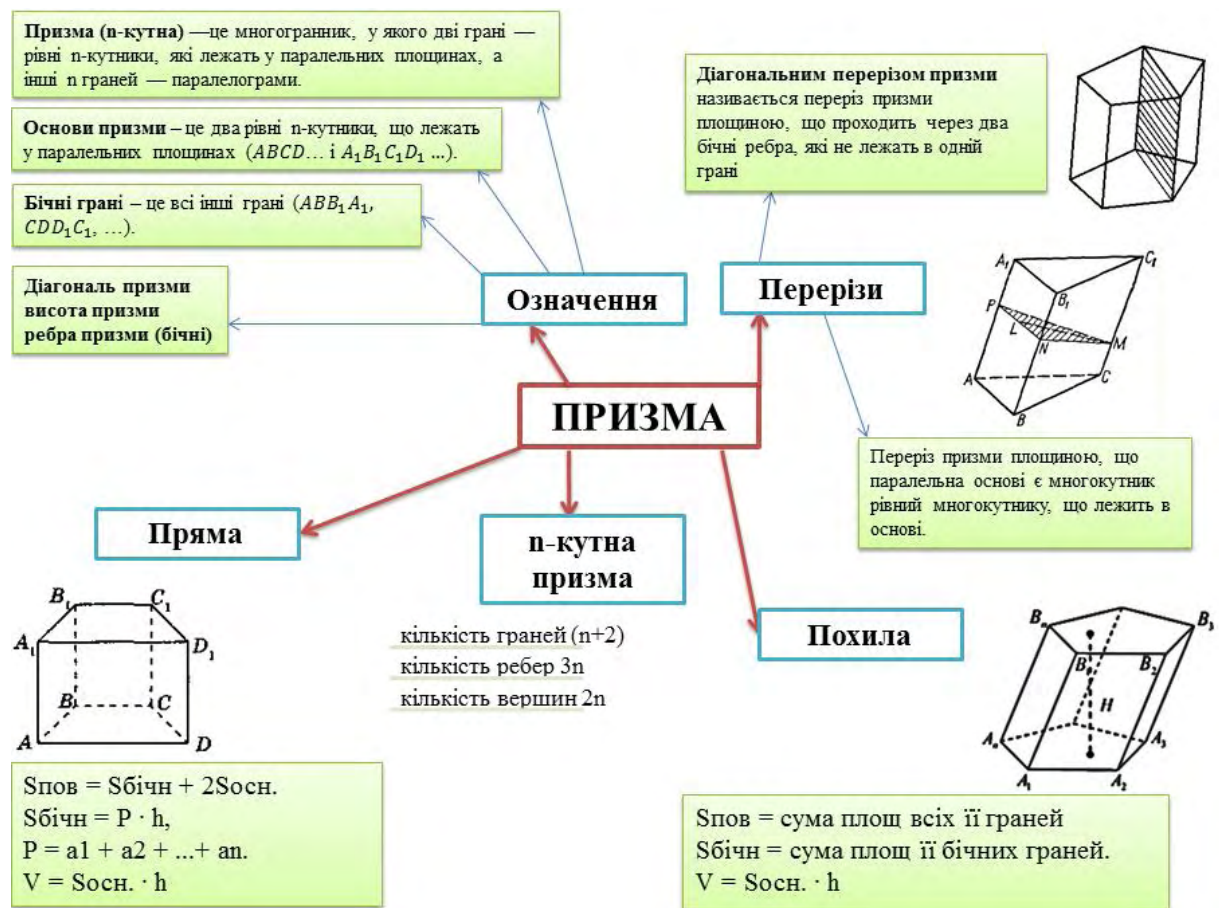 Призма (n-кутна) —це многогранник, у якого дві грані —
рівні n-кутники, які лежать у паралельних площинах, а
інші n граней — паралелограми.
Основи призми – це два рівні n-кутники, що лежать
у паралельних площинах (ABCD... і A₁B₁C₁D₁ ...).
Бічні грані – це всі інші грані (ABB₁A₁,
CDD₁C₁, ...).
Діагональ призми
висота призми
ребра призми (бічні)
Означення
Діагональним перерізом призми
називається переріз призми
площиною, що проходить через два
бічні ребра, які не лежать в одній
грані
Перерізи
A₁
C₁
B₁
P
L
N
M
A
C
B
ПРИЗМА
Переріз призми площиною, що
паралельна основі є многокутник
рівний многокутнику, що лежить в
основі.
Пряма
n-кутна
призма
Похила
кількість граней (n+2)
кількість ребер 3n
кількість вершин 2n
B₁
C₁
A₁
D₁
B
C
A
D
Sпов = Sбічн + 2Sосн.
Sбічн = P · h,
P = a1 + a2 + ...+ an.
V = Sосн. · h
Bₙ
B₃
B₂
H
Aₙ
A₃
A₁
A₂
Sпов = сума площ всіх її граней
Sбічн = сума площ її бічних граней.
V = Sосн. · h